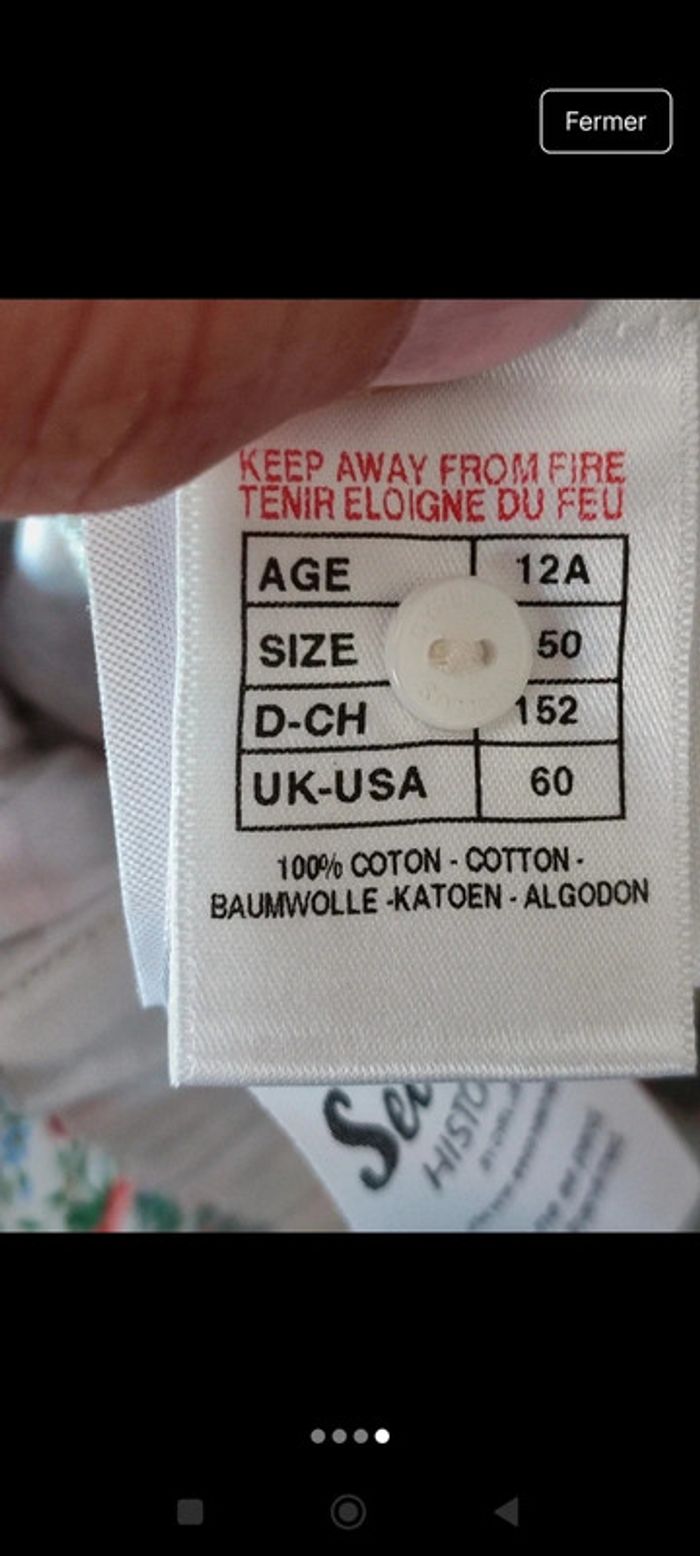 Fermer
KEEP AWAY FROM FIRE
TENIR ELOIGNE DU FEU
AGE 12A
SIZE 50
D-CH 152
UK-USA 60
100% COTON - COTTON -
BAUMWOLLE -KATOEN - ALGODON
HISTO